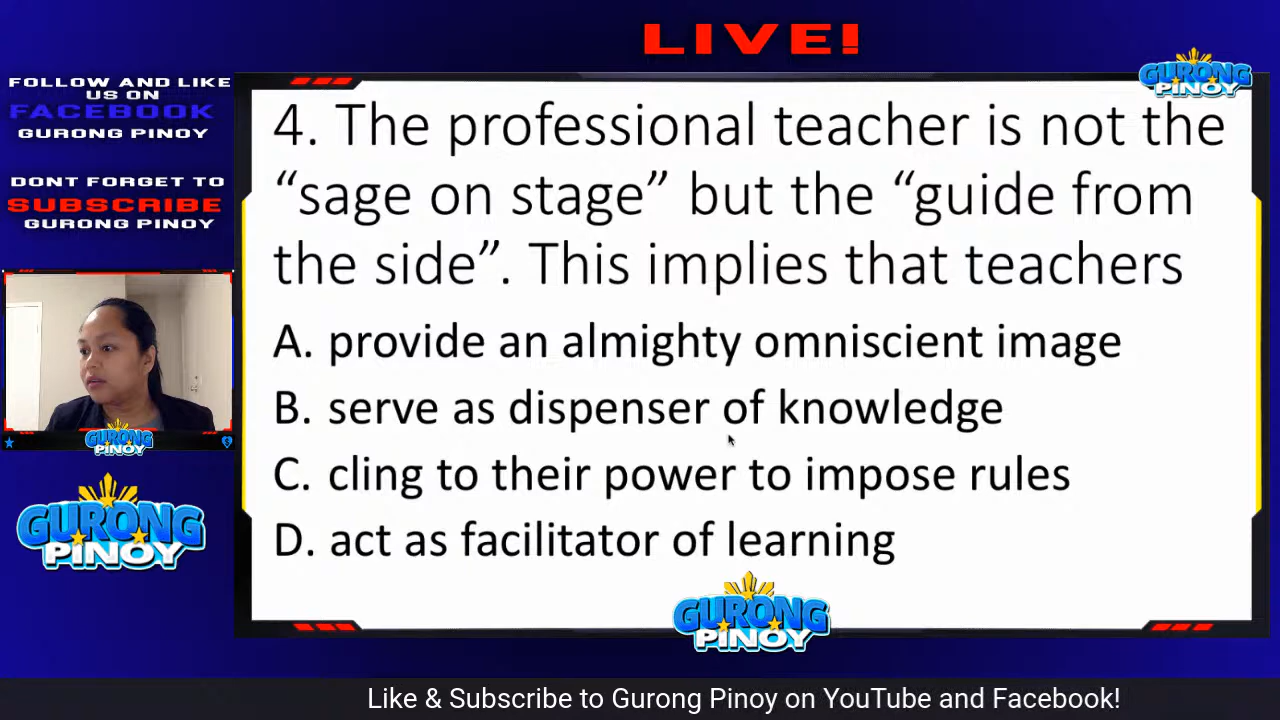 LIVE!
GURONG
PINOY
FOLLOW AND LIKE
US ON
FACEBOOK
GURONG PINOY
DONT FORGET TO
SUBSCRIBE
GURONG PINOY
4. The professional teacher is not the
“sage on stage” but the “guide from
the side”. This implies that teachers
A. provide an almighty omniscient image
B. serve as dispenser of knowledge
C. cling to their power to impose rules
D. act as facilitator of learning
GURONG
PINOY
GURONG
PINOY
GURONG
PINOY
Like & Subscribe to Gurong Pinoy on YouTube and Facebook!